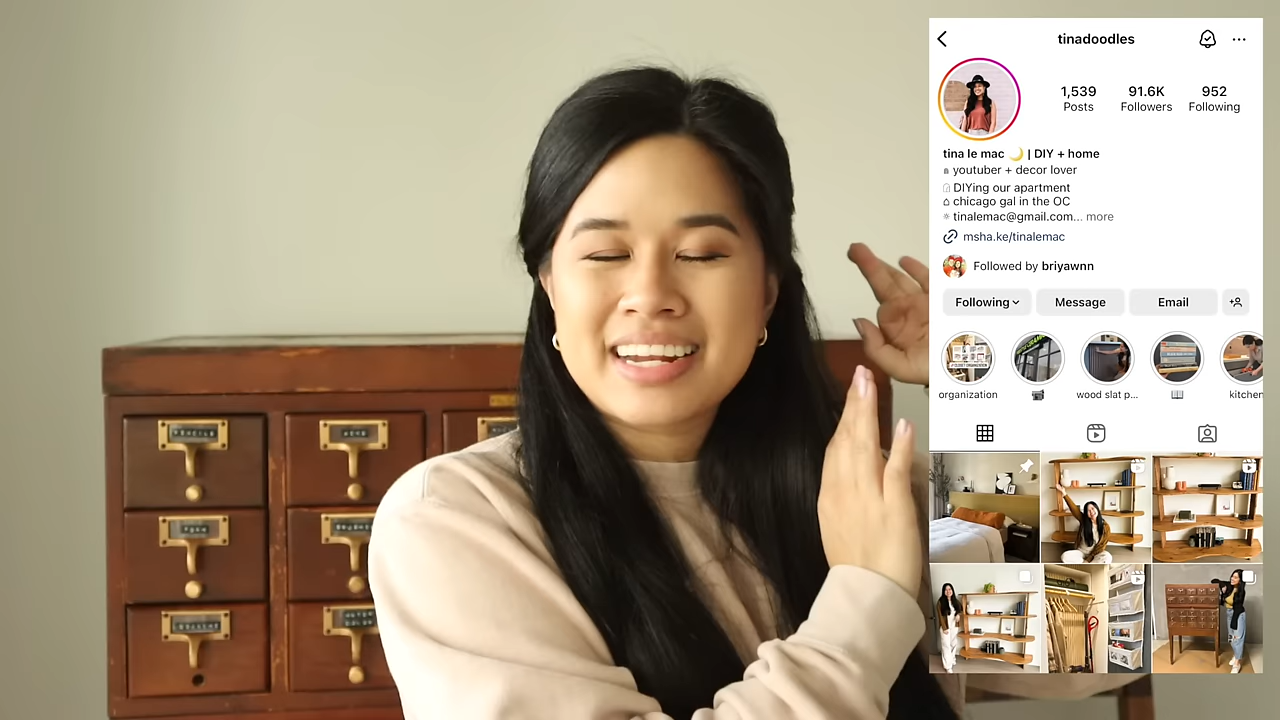 tinadoodles
1,539
91.6K
952
Posts
Followers
Following
tina le mac 🌙 | DIY + home
youtuber + decor lover
DIYing our apartment
chicago gal in the OC
tinalemac@gmail.com... more
msha.ke/tinalemac
Followed by briyawnn
Following
Message
Email
organization
wood slat p...
kitchen